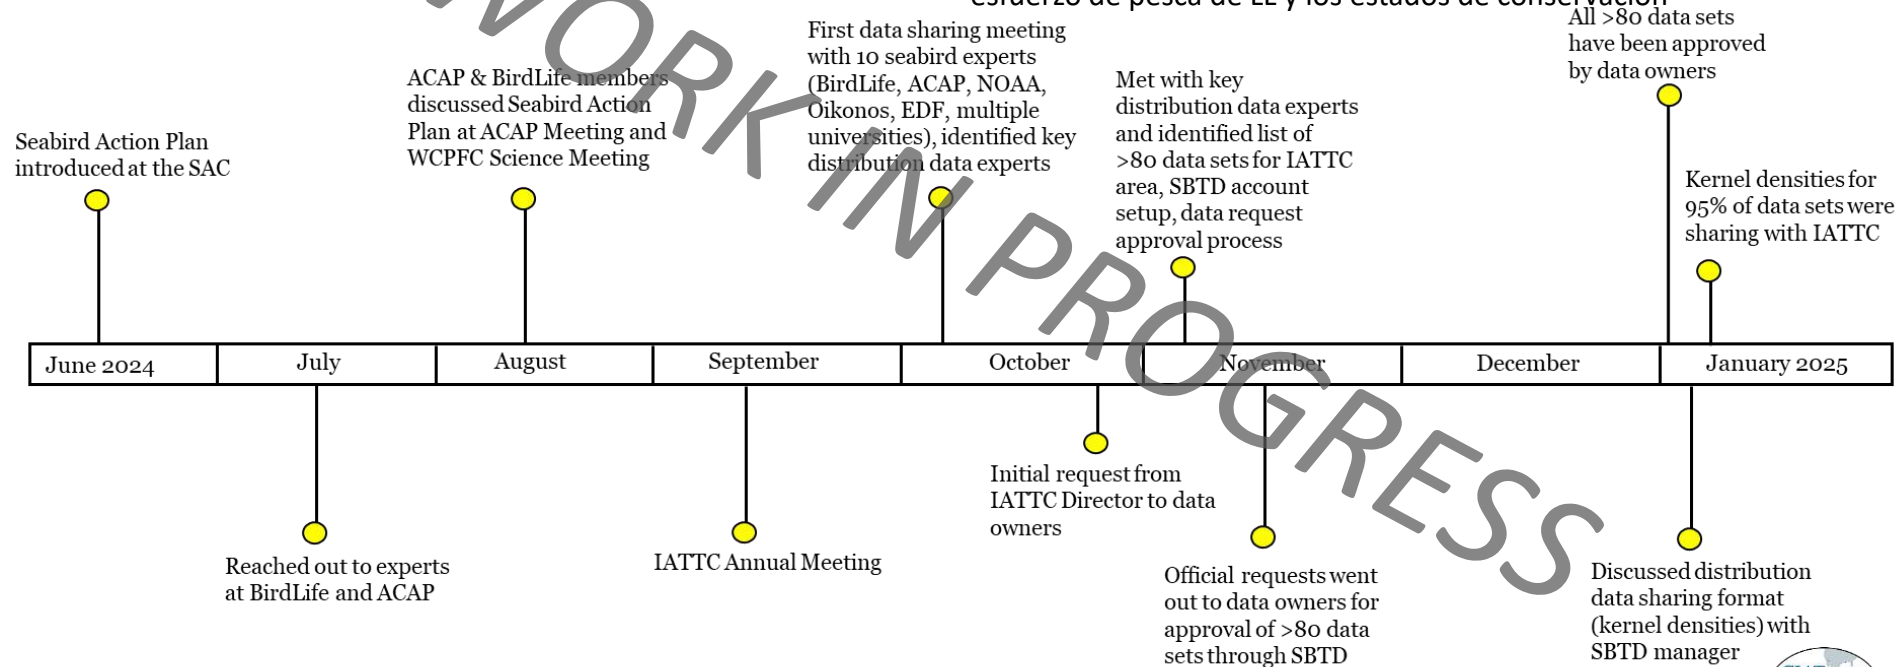 esfuerzo de pesca de LL y los estados de conservación
Seabird Action Plan
introduced at the SAC
ACAP & BirdLife members
discussed Seabird Action
Plan at ACAP Meeting and
WCPFC Science Meeting
First data sharing meeting
with 10 seabird experts
(BirdLife, ACAP, NOAA,
Oikonos, EDF, multiple
universities), identified key
distribution data experts
Met with key
distribution data experts
and identified list of
>80 data sets for IATTC
area, SBTD account
setup, data request
approval process
All >80 data sets
have been approved
by data owners
Kernel densities for
95% of data sets were
sharing with IATTC
June 2024
July
August
September
October
November
December
January 2025
Reached out to experts
at BirdLife and ACAP
IATTC Annual Meeting
Initial request from
IATTC Director to data
owners
Official requests went
out to data owners for
approval of >80 data
sets through SBTD
Discussed distribution
data sharing format
(kernel densities) with
SBTD manager
WORK IN PROGRESS